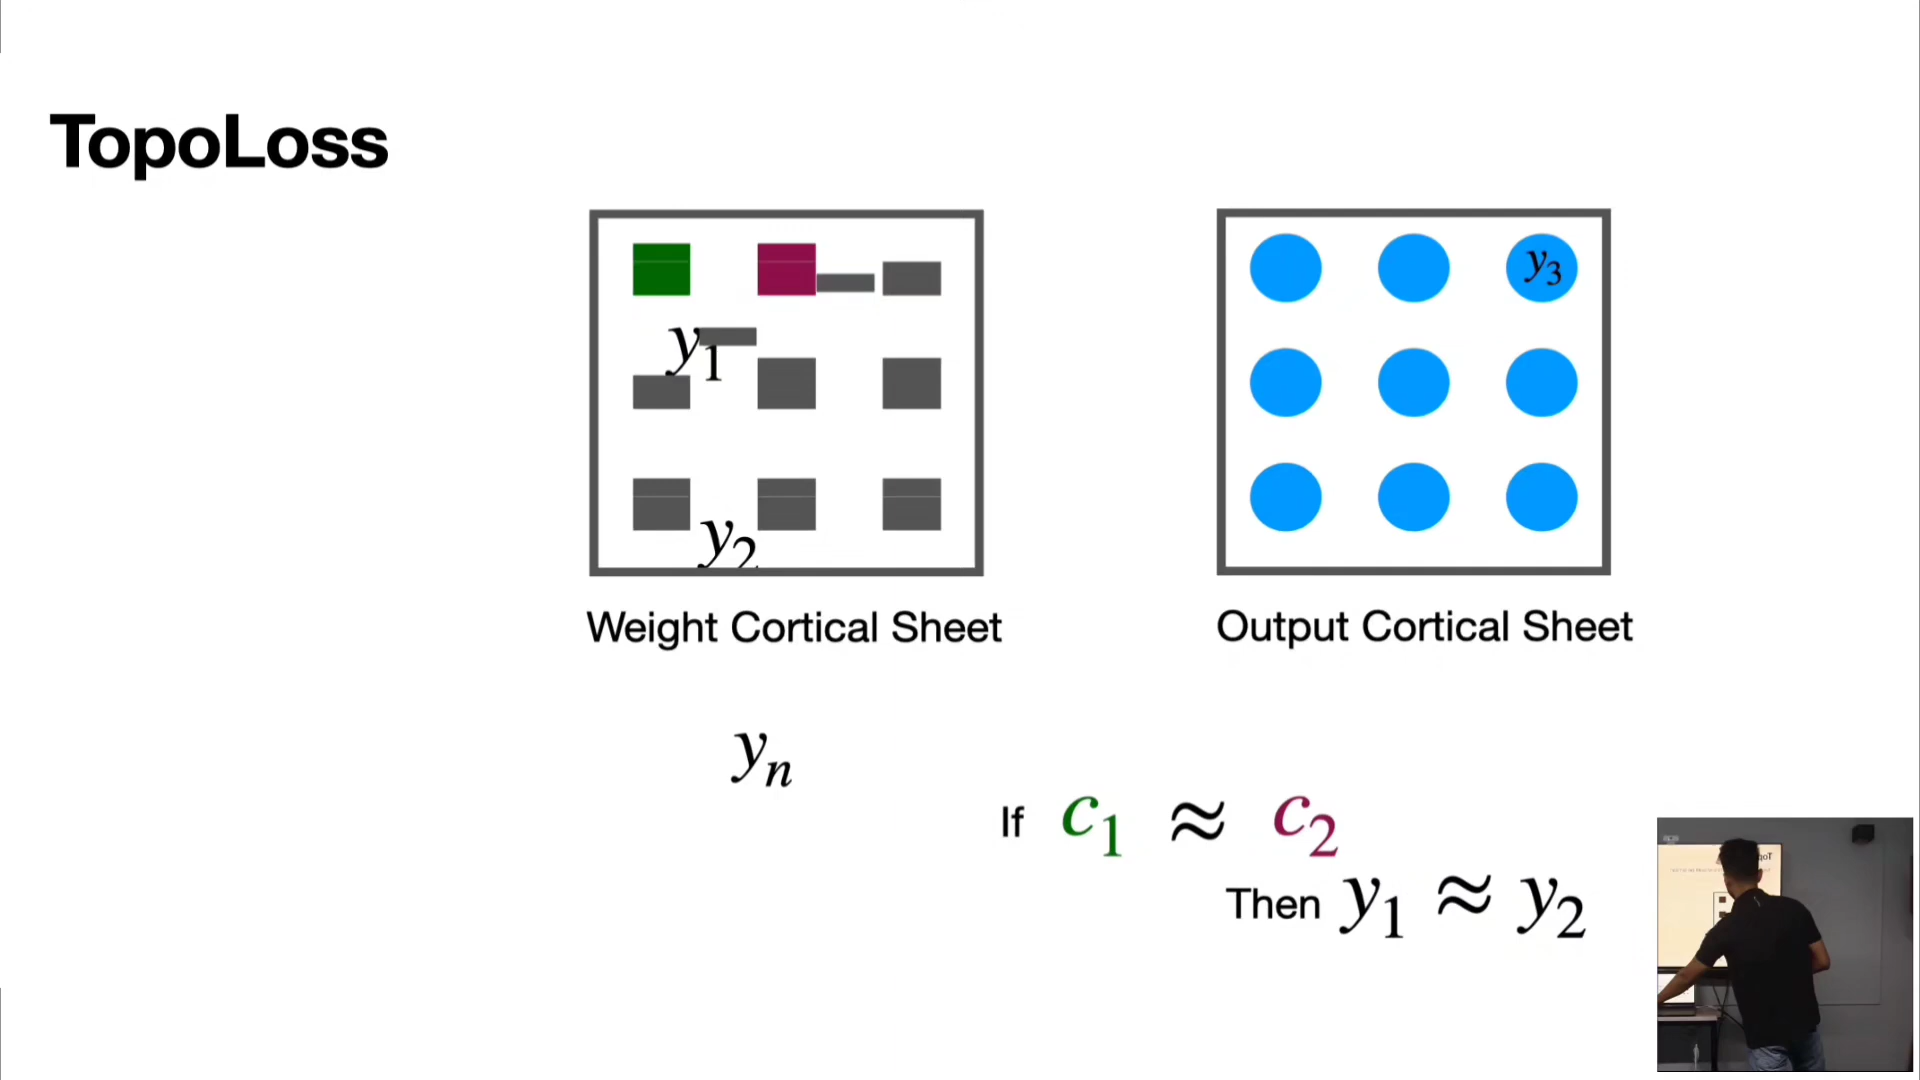 TopoLoss
y₃
y₁
y₂
Weight Cortical Sheet
Output Cortical Sheet
yₙ
If c₁ ≈ c₂
Then y₁ ≈ y₂